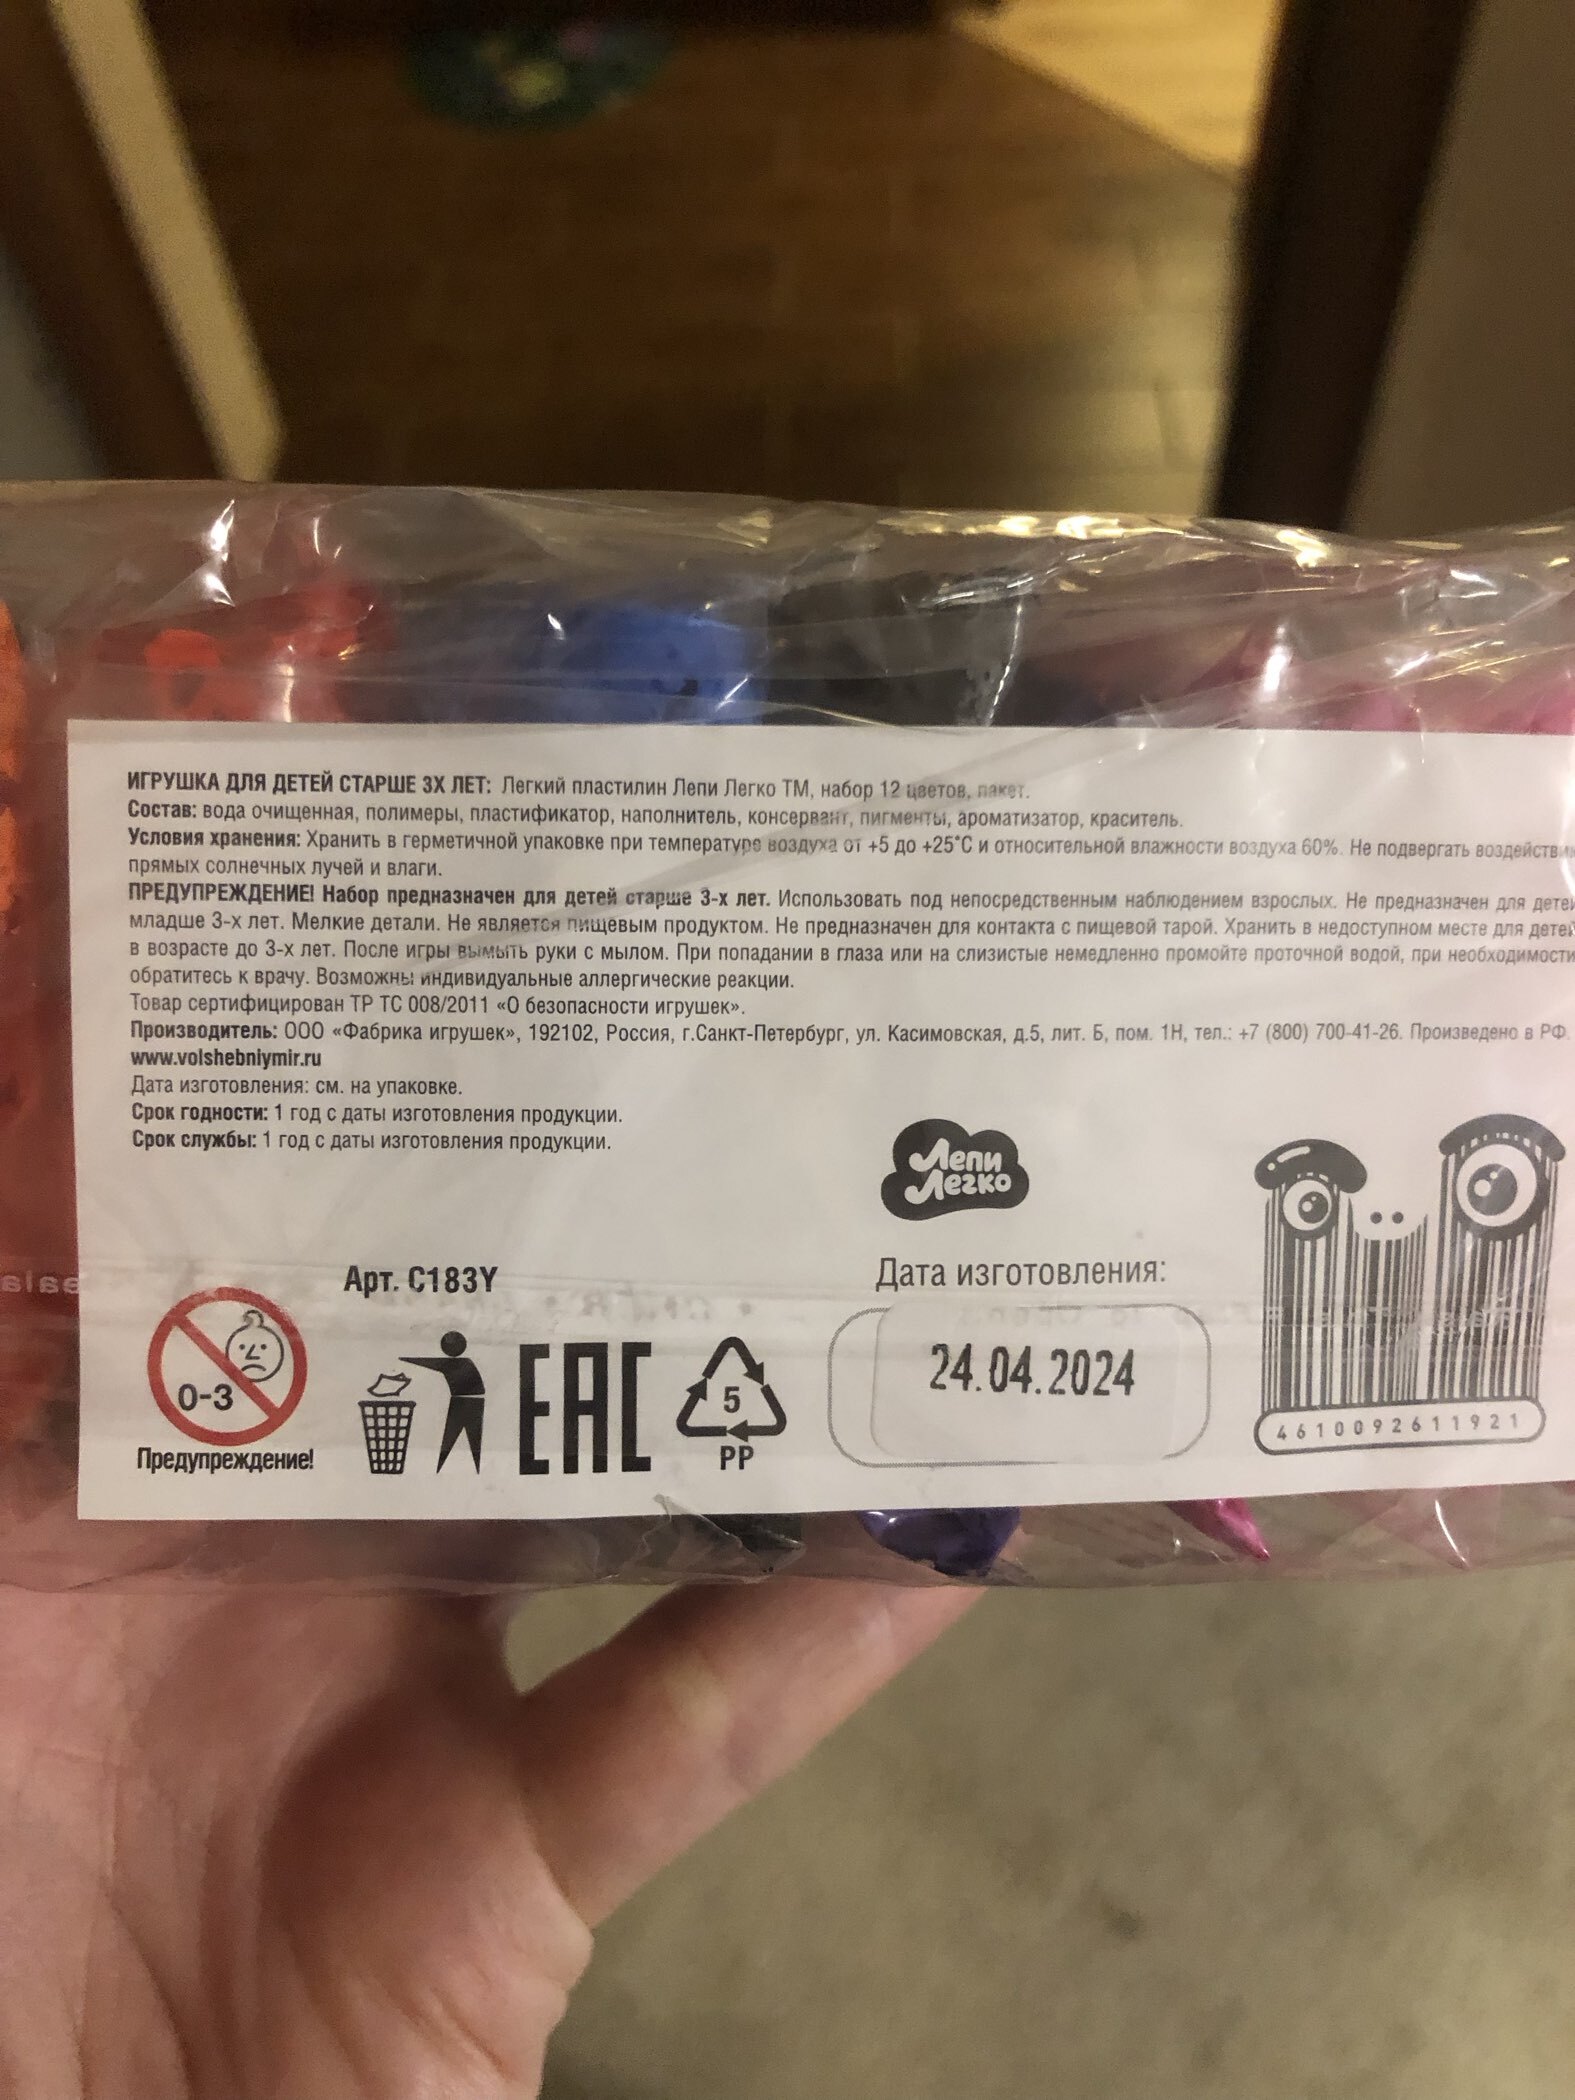 ИГРУШКА ДЛЯ ДЕТЕЙ СТАРШЕ 3Х ЛЕТ: Легкий пластилин Лепи Легко ТМ, набор 12 цветов, пакет.
Состав: вода очищенная, полимеры, пластификатор, наполнитель, консервант, пигменты, ароматизатор, краситель.
Условия хранения: Хранить в герметичной упаковке при температуре воздуха от +5 до +25°C и относительной влажности воздуха 60%. Не подвергать
прямых солнечных лучей и влаги.
ПРЕДУПРЕЖДЕНИЕ! Набор предназначен для детей старше 3-х лет. Использовать под непосредственным наблюдением взрослых. Не предназначен для детей
младше 3-х лет. Мелкие детали. Не является пищевым продуктом. Не предназначен для контакта с пищевой тарой. Хранить в недоступном месте для детей
в возрасте до 3-х лет. После игры вымыть руки с мылом. При попадании в глаза или на слизистые немедленно промойте проточной водой, при необходимости
обратитесь к врачу. Возможны индивидуальные аллергические реакции.
Товар сертифицирован ТР ТС 008/2011 «О безопасности игрушек».
Производитель: ООО «Фабрика игрушек», 192102, Россия, г.Санкт-Петербург, ул. Касимовская, д.5, лит. Б, пом. 1Н, тел.: +7 (800) 700-41-26. Произведено в РФ.
www.volshebniymir.ru
Дата изготовления: см. на упаковке.
Срок годности: 1 год с даты изготовления продукции.
Срок службы: 1 год с даты изготовления продукции.
Лепи
Легко
Арт. C183Y
Дата изготовления:
24.04.2024
0-3
Предупреждение!
EAC
5
PP
4610092611921